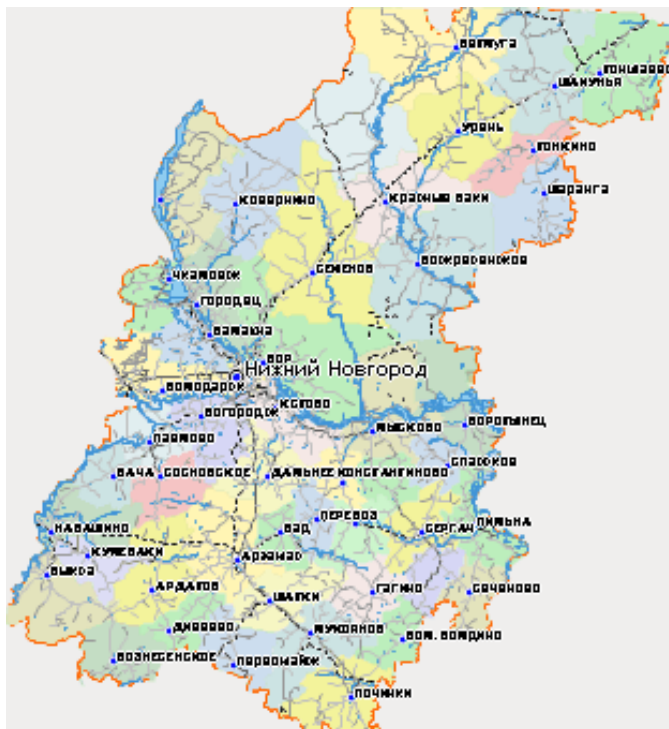 ВЕТЛУГА
ТОНШАЕВО
ШАХУНЬЯ
УРЕНЬ
ТОНКИНО
ШАРАНГА
КРАСНЫЕ БАКИ
КОВЕРНИНО
ВОСКРЕСЕНСКОЕ
СЕМЕНОВ
ЧКАЛОВСК
ГОРОДЕЦ
БАЛАХНА
БОР
Нижний Новгород
ВОЛОДАРСК
КСТОВО
БОГОРОДСК
ВОРОТЫНЕЦ
ЛЫСКОВО
ПАВЛОВО
СПАССКОЕ
ВАЧА
СОСНОВСКОЕ
ДАЛЬНЕЕ КОНСТАНТИНОВО
ПЕРЕВОЗ
ПИЛЬНА
НАВАШИНО
ВАД
СЕРГАЧ
КУЛЕБАКИ
АРЗАМАС
ВЫКСА
АРДАТОВ
ГАГИНО
СЕЧЕНОВО
ШАТКИ
ДИВЕЕВО
ЛУКОЯНОВ
БОЛ. БОЛДИНО
ВОЗНЕСЕНСКОЕ
ПЕРВОМАЙСК
ПОЧИНКИ